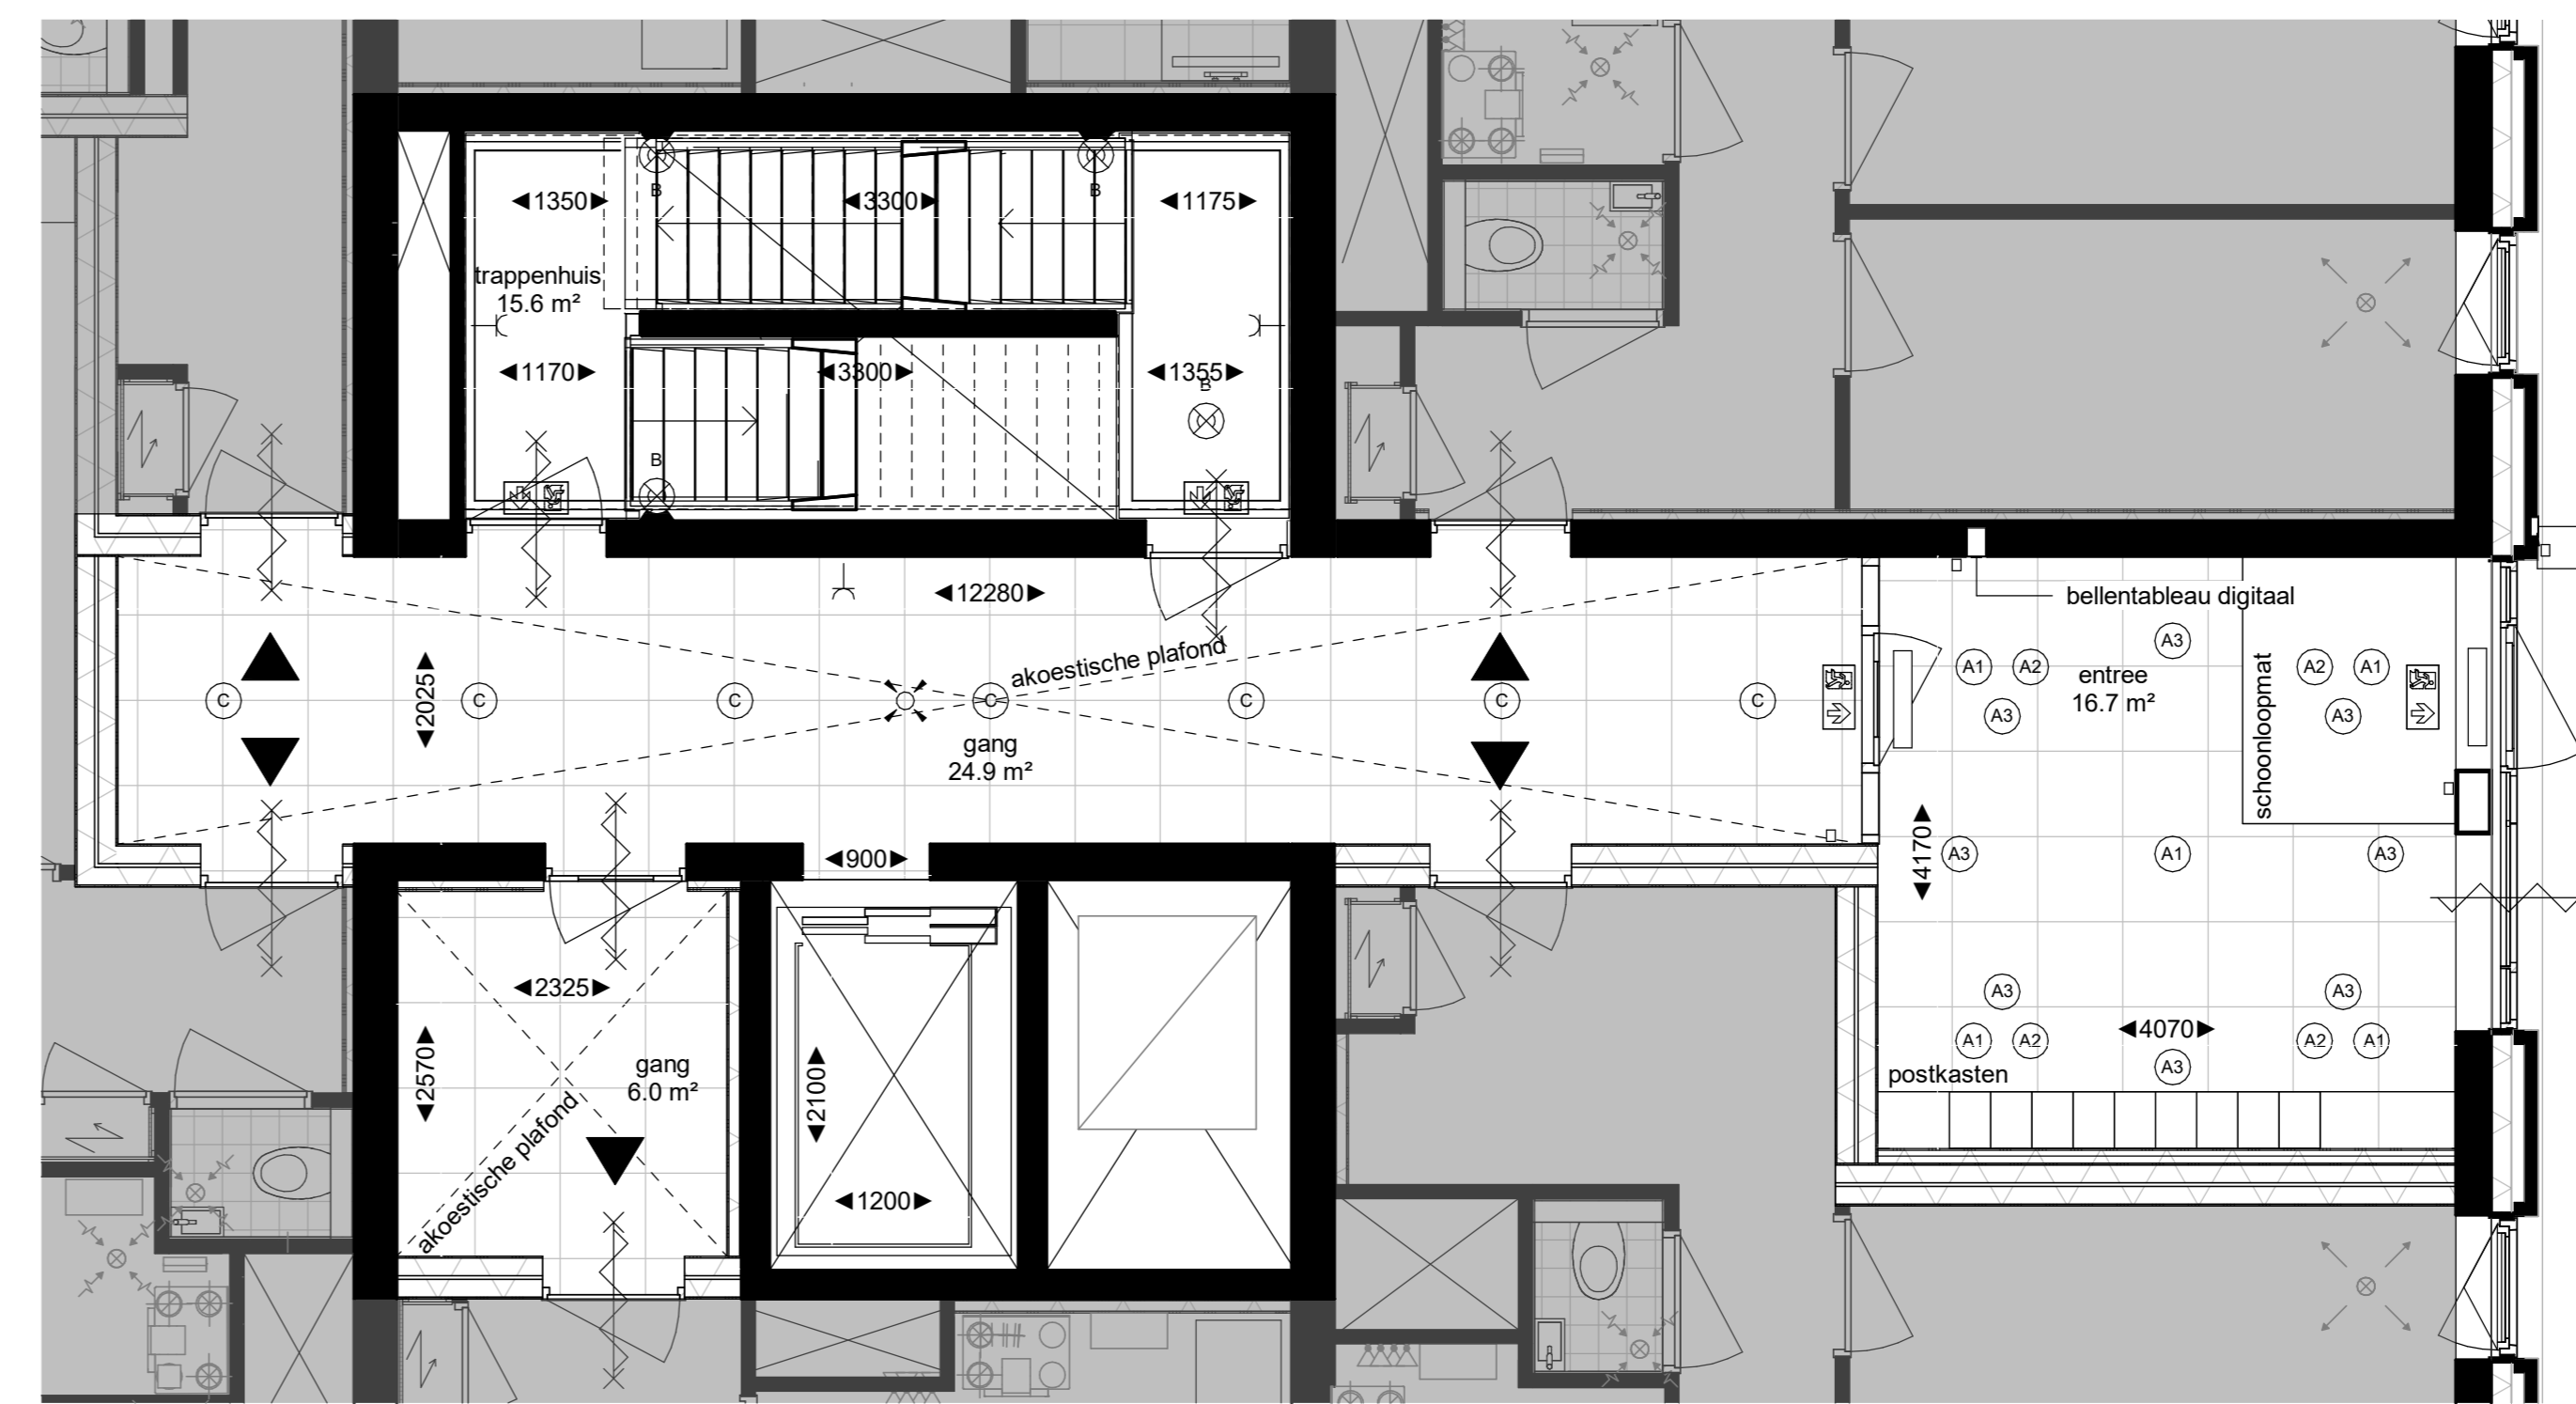 1350
B
3300
B
1175
trappenhuis
15.6 m²
1170
3300
1355
B
B
12280
bellentableau digitaal
akoestische plafond
2025
C
C
C
C
C
C
C
gang
24.9 m²
A1
A2
A3
A3
entree
16.7 m²
schoonloopmat
A2
A1
A3
900
4170
A3
A1
A3
2325
2570
gang
6.0 m²
akoestische plafond
2100
1200
A3
A3
A1
A2
4070
A2
A1
A3
postkasten